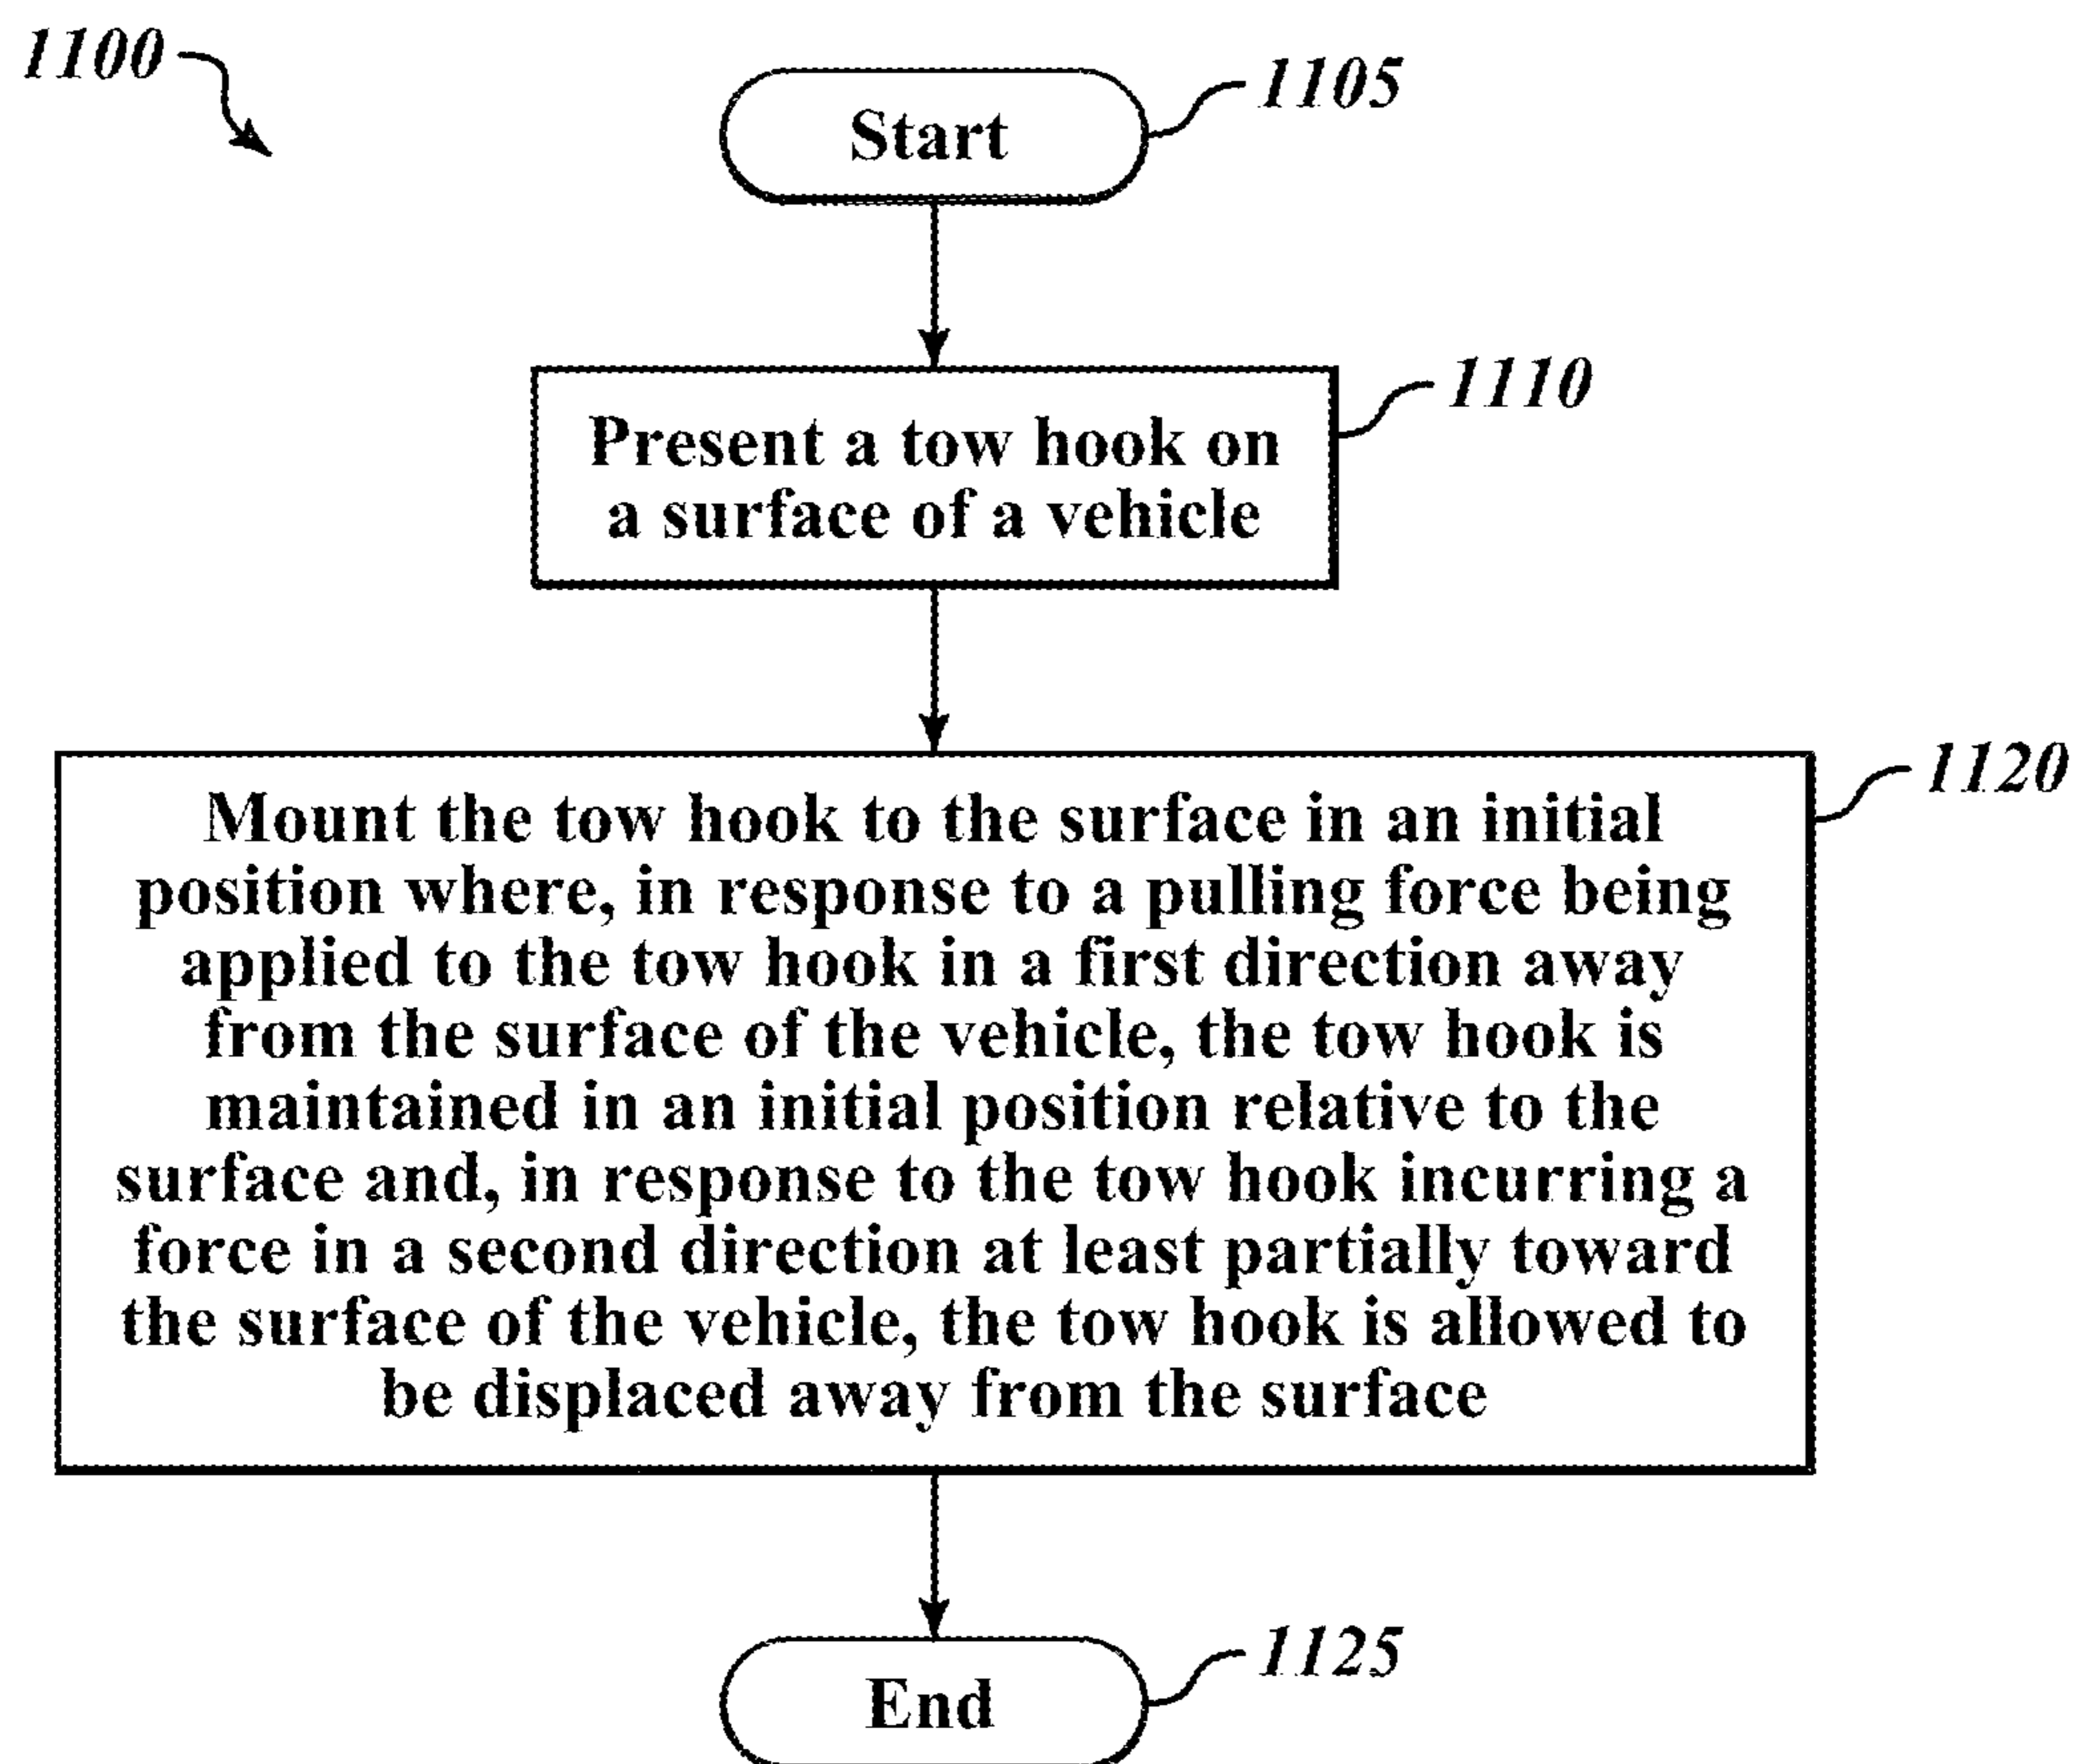 1100
Start
1105
Present a tow hook on
a surface of a vehicle
1110
Mount the tow hook to the surface in an initial
position where, in response to a pulling force being
applied to the tow hook in a first direction away
from the surface of the vehicle, the tow hook is
maintained in an initial position relative to the
surface and, in response to the tow hook incurring a
force in a second direction at least partially toward
the surface of the vehicle, the tow hook is allowed to
be displaced away from the surface
1120
End
1125